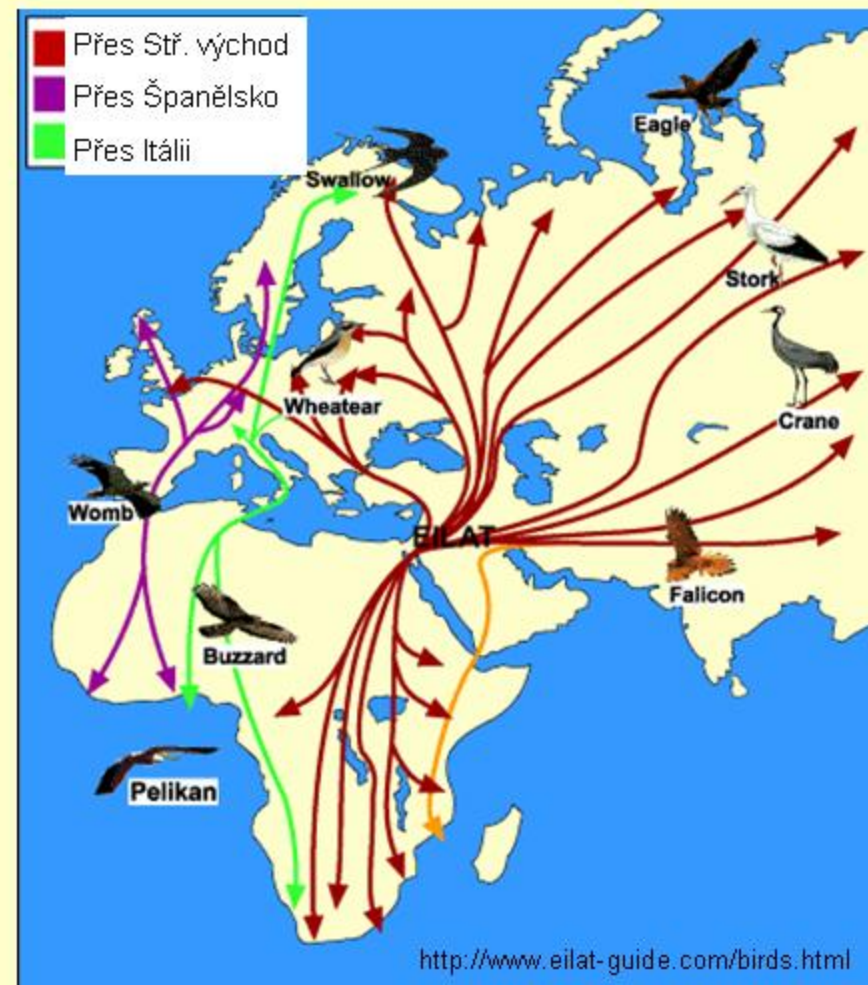 Přes Stř. východ
Přes Španělsko
Přes Itálii
Eagle
Swallow
Stork
Wheatear
Crane
Womb
EILAT
Falicon
Buzzard
Pelikan
http://www.eilat-guide.com/birds.html